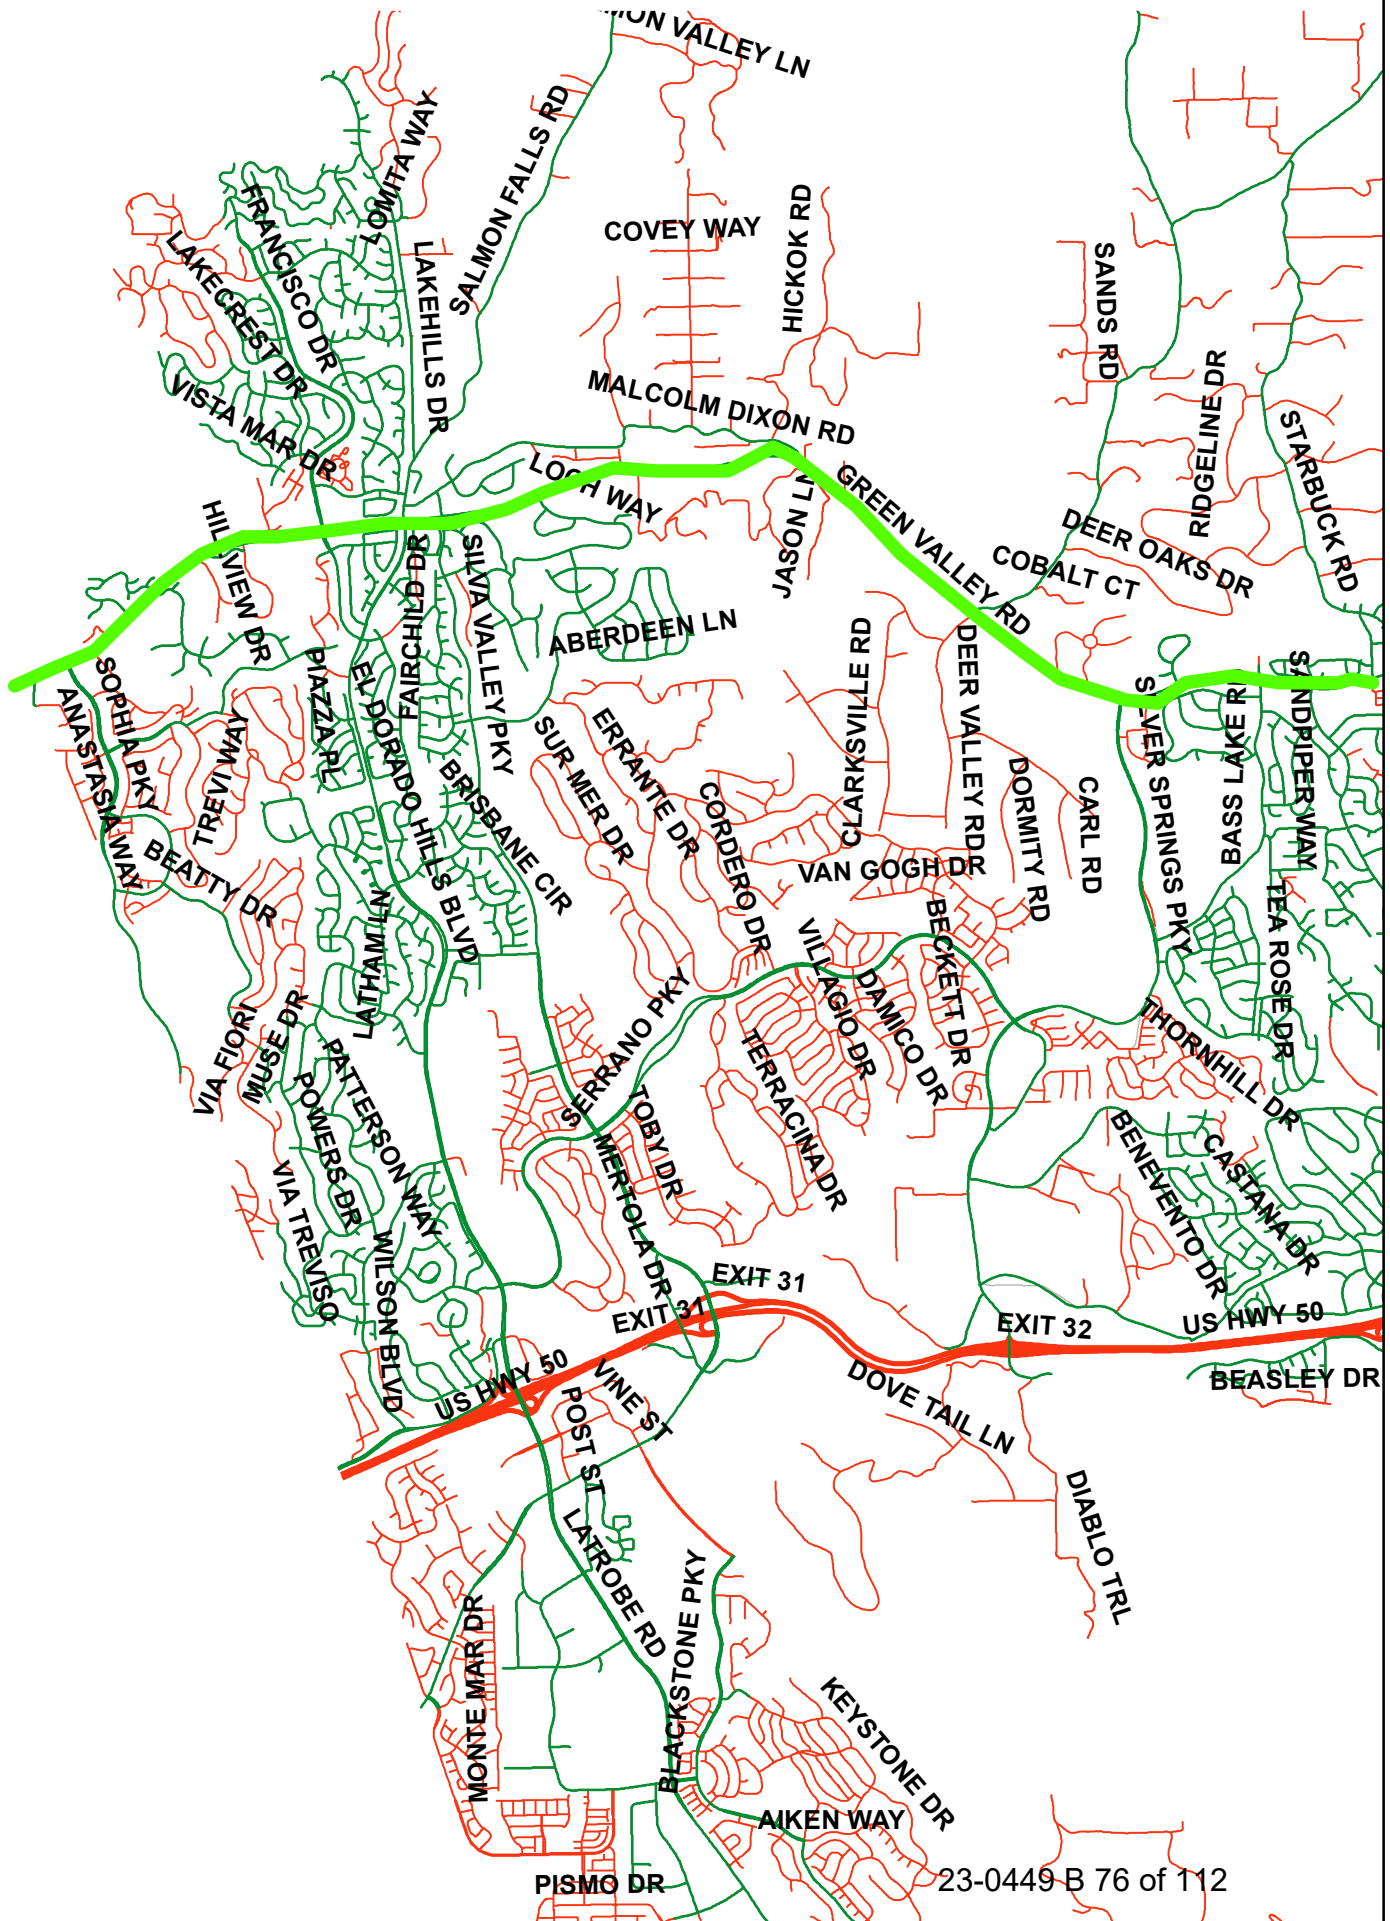 MON VALLEY LN
SALMON FALLS RD
LOMITA WAY
FRANCISCO DR
LAKECREST DR
LAKEHILLS DR
COVEY WAY
HICKOK RD
SANDS RD
RIDGELINE DR
VISTA MAR DR
MALCOLM DIXON RD
STARBUCK RD
LOCH WAY
JASON LN
GREEN VALLEY RD
DEER OAKS DR
COBALT CT
HILLVIEW DR
FAIRCHILD DR
SILVA VALLEY PKY
ABERDEEN LN
CLARKSVILLE RD
DEER VALLEY RD
SOPHIA PKY
ANASTASIA WAY
PIAZZA PL
EL DORADO HILLS BLVD
TREVI WAY
SUR MER DR
ERRANTE DR
CORDERO DR
BRISBANE CIR
DORMITY RD
CARL RD
SILVER SPRINGS PKY
BASS LAKE R
SANDPIPER WAY
BEATTY DR
VAN GOGH DR
LATHAM LN
BECKETT DR
VILLAGIO DR
DAMICO DR
TEA ROSE DR
SERRANO PKY
VIA FIORI
MUSE DR
POWERS DR
PATTERSON WAY
TERRACINA DR
TOBY DR
MERTOLA DR
THORNHILL DR
BENEVENTO DR
CASTANA DR
VIA TREVISO
WILSON BLVD
EXIT 31
EXIT 31
EXIT 32
US HWY 50
US HWY 50
BEASLEY DR
VINE ST
POST ST
DOVE TAIL LN
DIABLO TRL
LATROBE RD
BLACKSTONE PKY
MONTE MAR DR
KEYSTONE DR
AIKEN WAY
PISMO DR
23-0449 B 76 of 112